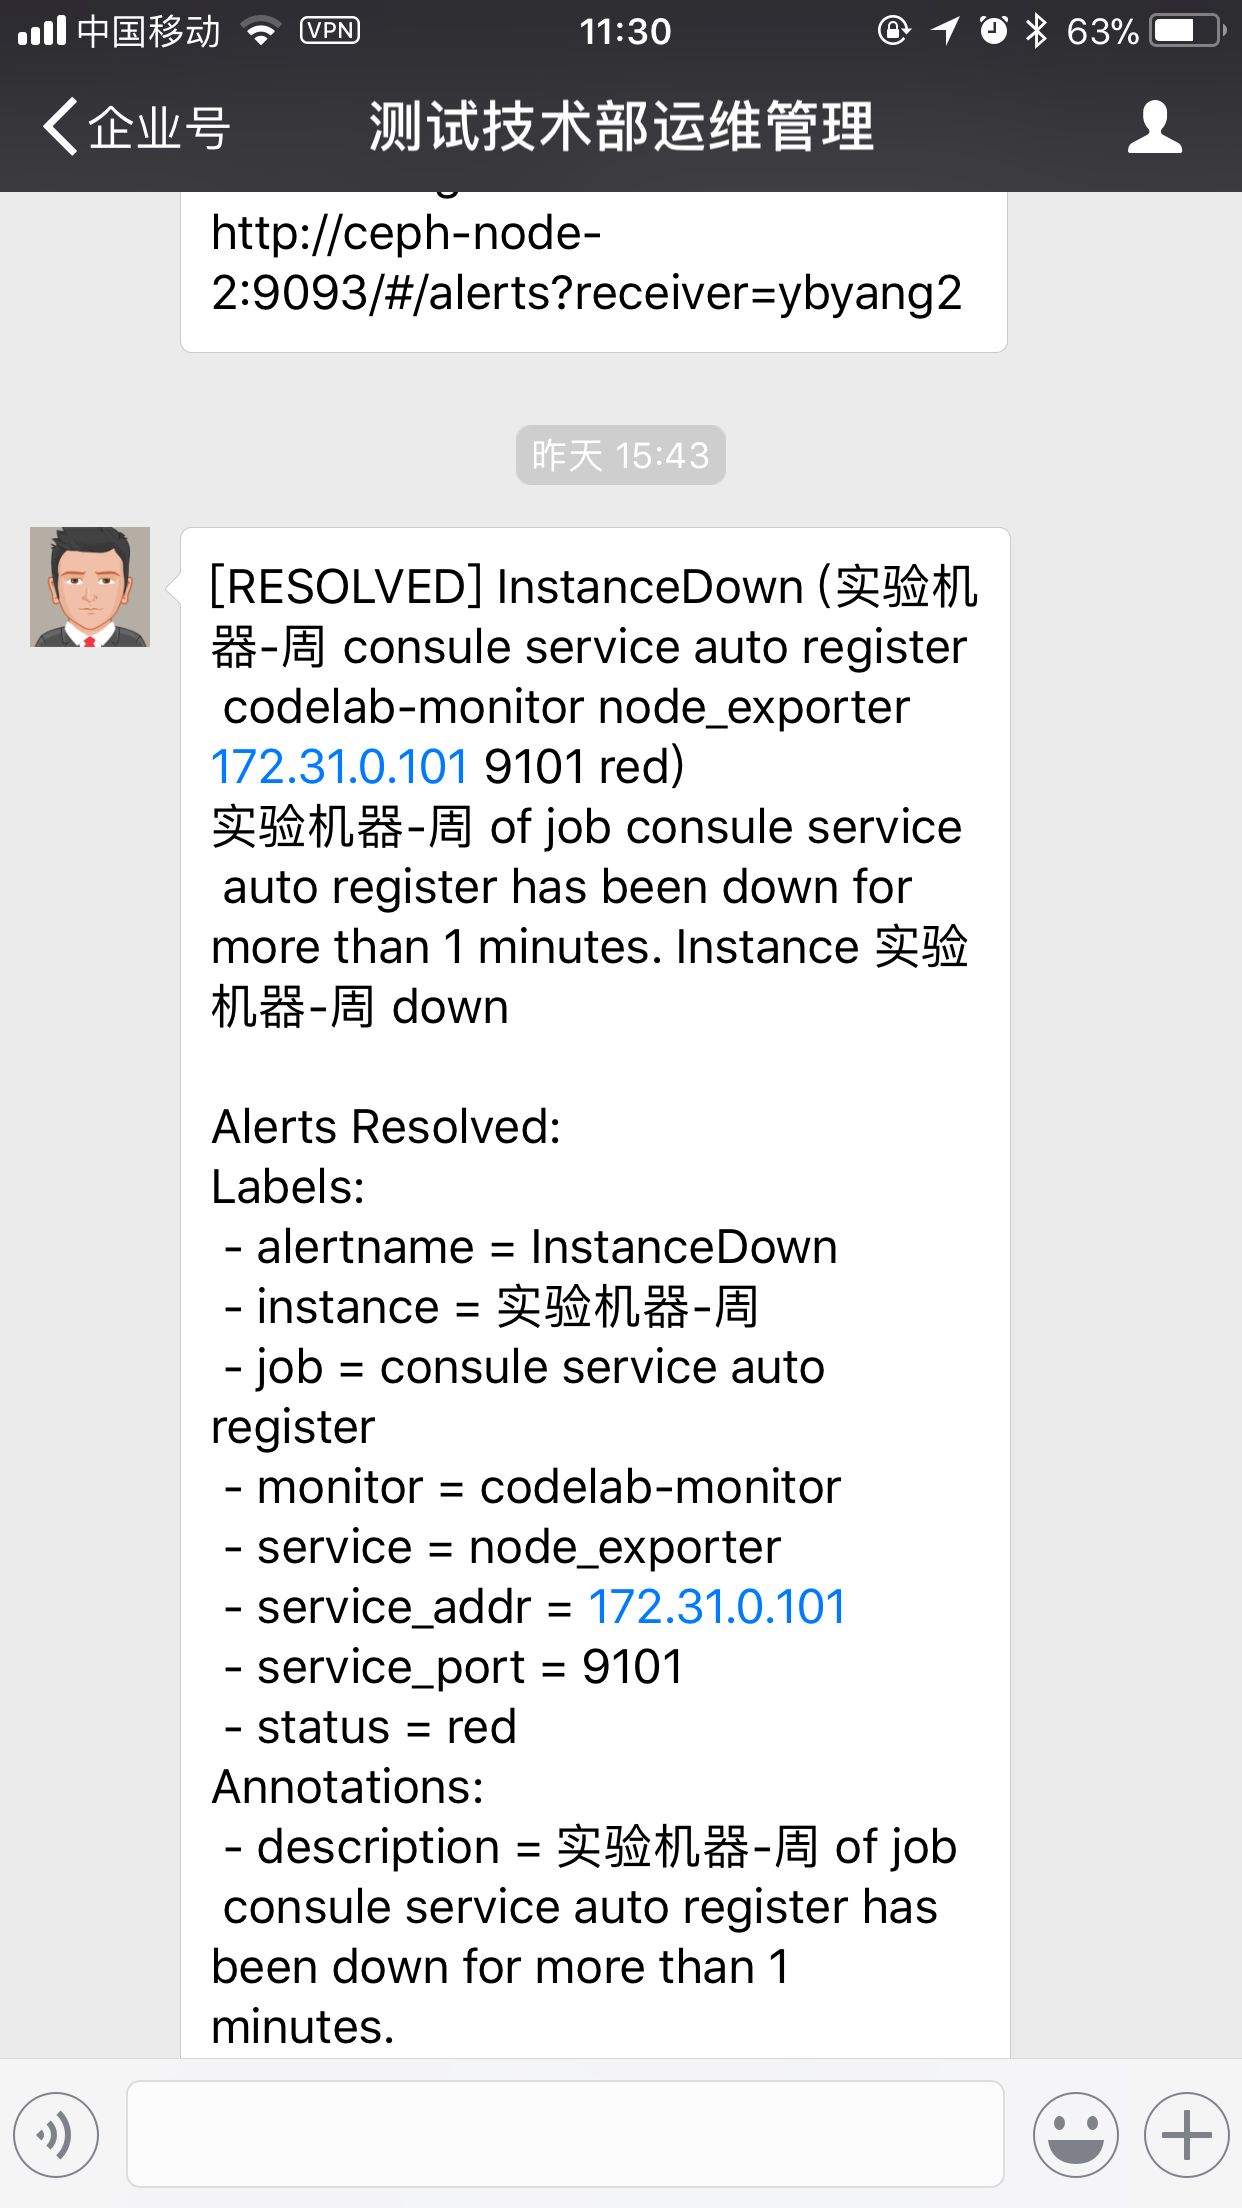 中国移动 VPN 11:30 63%
企业号 测试技术部运维管理
http://ceph-node-
2:9093/#/alerts?receiver=ybyang2
昨天 15:43
[RESOLVED] InstanceDown (实验机
器-周 consule service auto register
codelab-monitor node_exporter
172.31.0.101 9101 red)
实验机器-周 of job consule service
auto register has been down for
more than 1 minutes. Instance 实验
机器-周 down
Alerts Resolved:
Labels:
- alertname = InstanceDown
- instance = 实验机器-周
- job = consule service auto
register
- monitor = codelab-monitor
- service = node_exporter
- service_addr = 172.31.0.101
- service_port = 9101
- status = red
Annotations:
- description = 实验机器-周 of job
consule service auto register has
been down for more than 1
minutes.